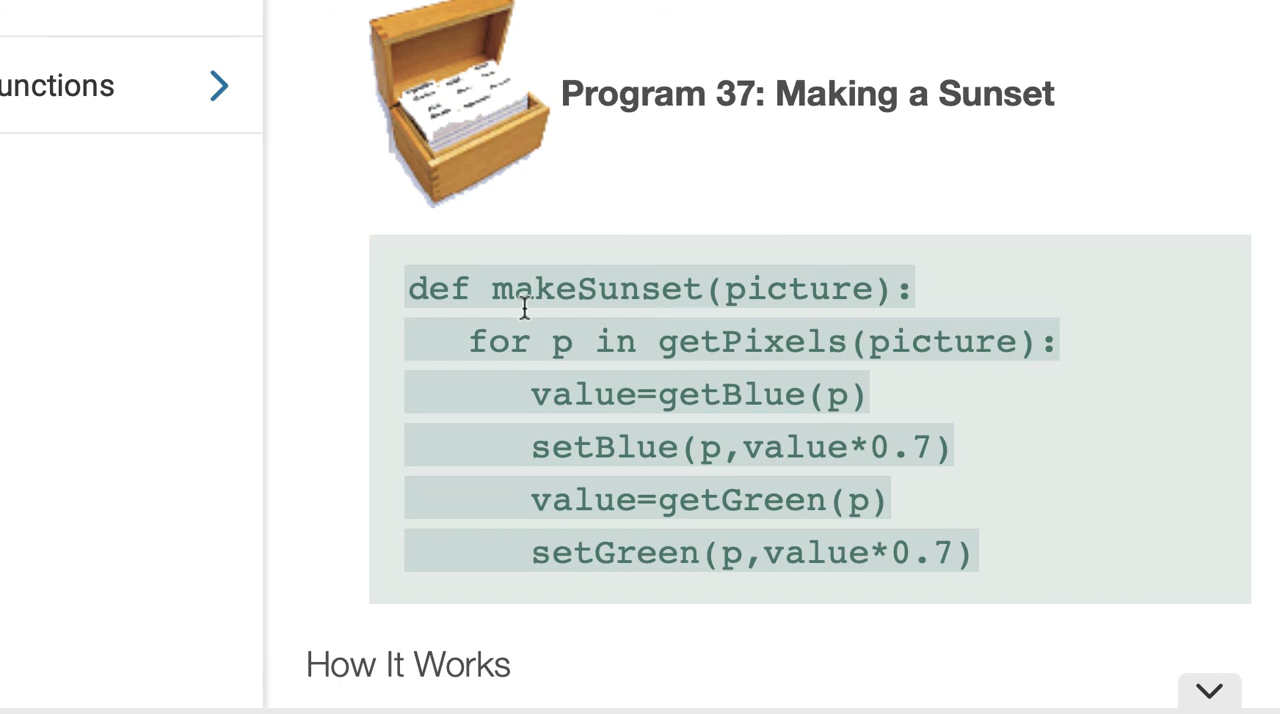 unctions
Program 37: Making a Sunset
def makeSunset(picture):
for p in getPixels(picture):
value=getBlue(p)
setBlue(p,value*0.7)
value=getGreen(p)
setGreen(p,value*0.7)
How It Works